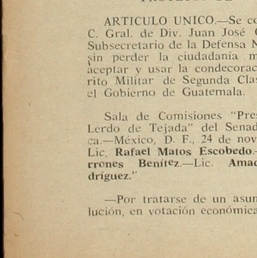 ARTICULO UNICO.—Se co
C. Gral. de Div. Juan José
Subsecretario de la Defensa N
sin perder la ciudadanía m
aceptar y usar la condecorac
rito Militar de Segunda Clas
el Gobierno de Guatemala.
Sala de Comisiones "Pres
Lerdo de Tejada" del Senad
ca.—México, D. F., 24 de nov
Lic. Rafael Matos Escobedo.
rrones Benítez.—Lic. Amad
dríguez."
—Por tratarse de un asun
lución, en votación económica